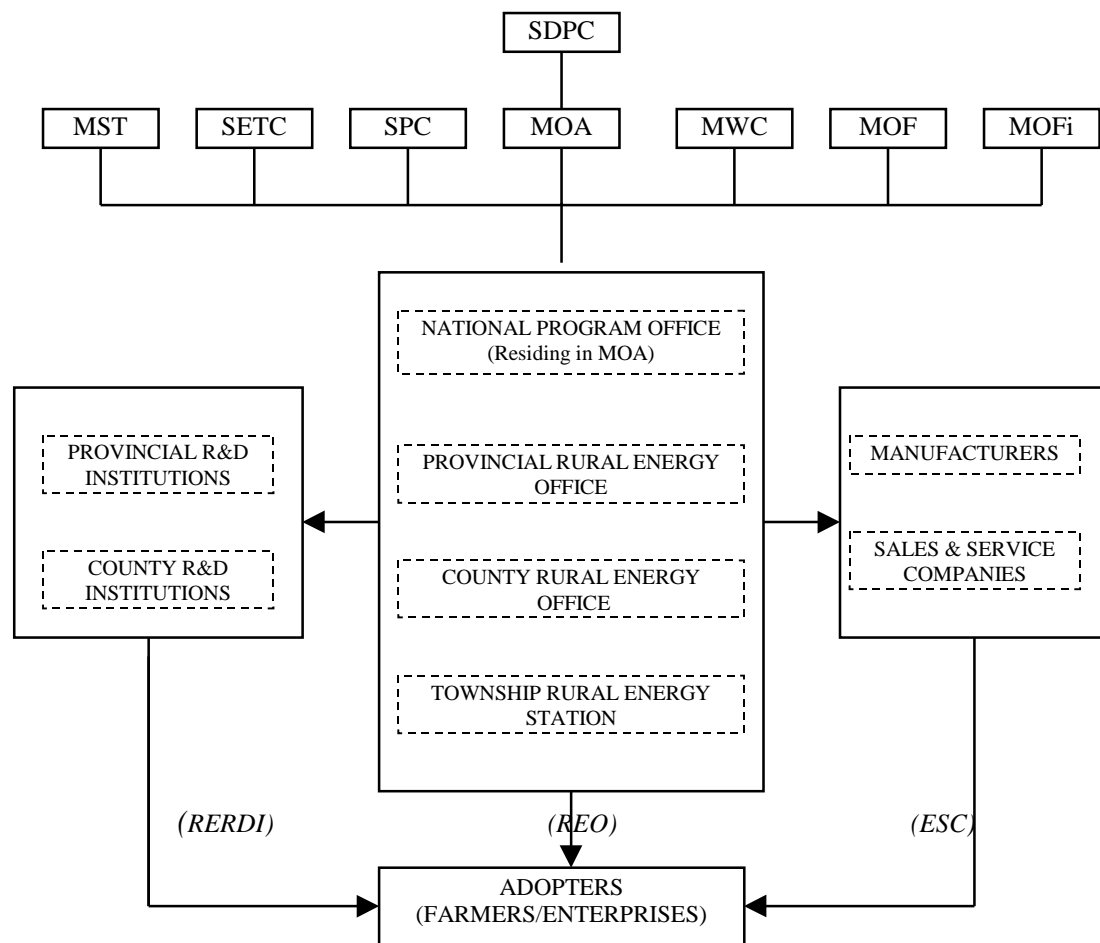 SDPC
MST
SETC
SPC
MOA
MWC
MOF
MOFi
NATIONAL PROGRAM OFFICE
(Residing in MOA)
PROVINCIAL R&D
INSTITUTIONS
COUNTY R&D
INSTITUTIONS
PROVINCIAL RURAL ENERGY
OFFICE
COUNTY RURAL ENERGY
OFFICE
TOWNSHIP RURAL ENERGY
STATION
MANUFACTURERS
SALES & SERVICE
COMPANIES
(RERDI)
(REO)
(ESC)
ADOPTERS
(FARMERS/ENTERPRISES)